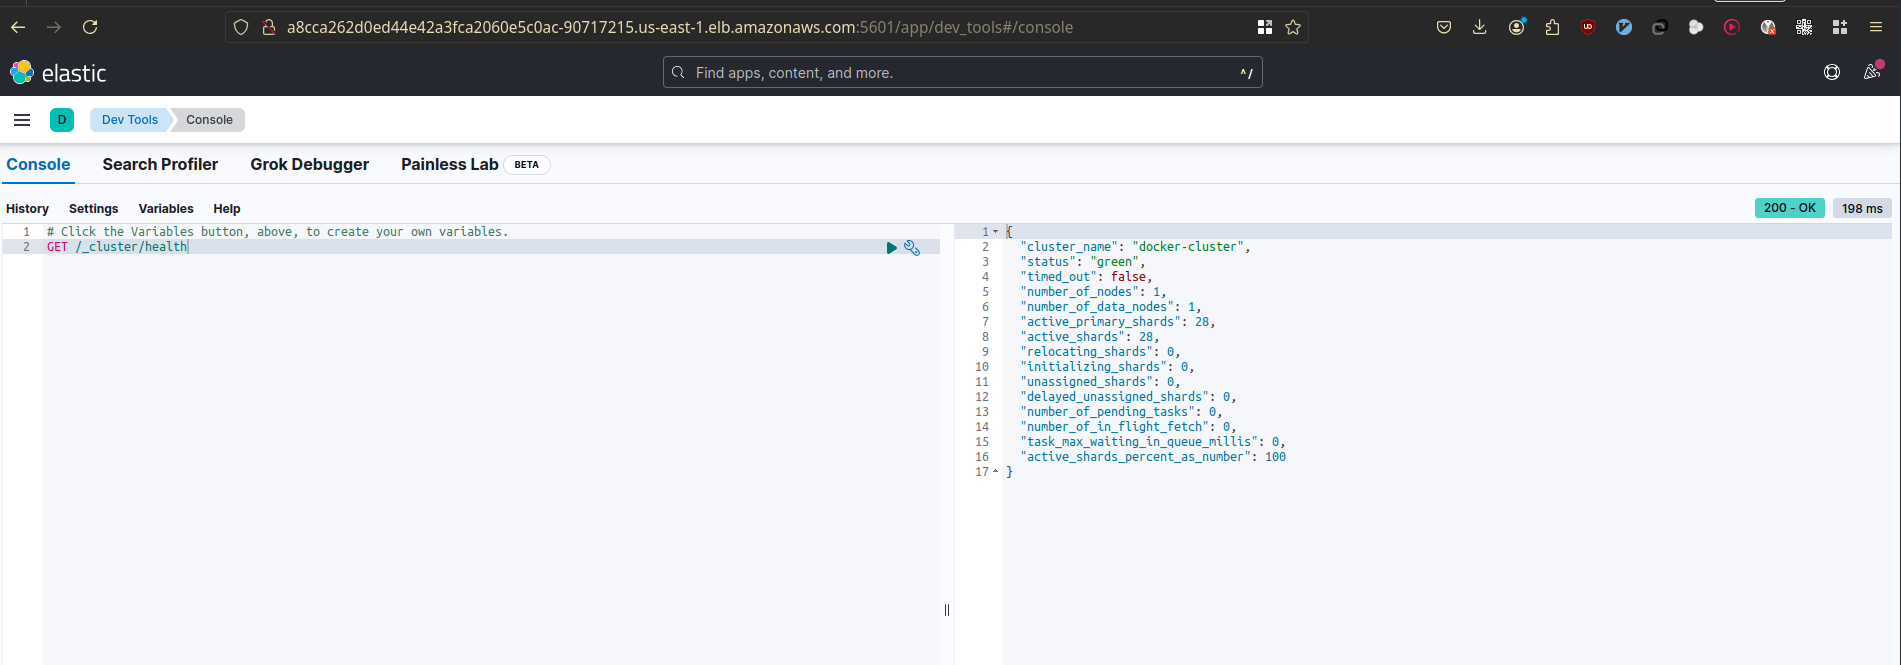 a8cca262d0ed44e42a3fca2060e5c0ac-90717215.us-east-1.elb.amazonaws.com:5601/app/dev_tools#/console
elastic
Find apps, content, and more.
^/
D
Dev Tools
Console
Console
Search Profiler
Grok Debugger
Painless Lab
BETA
History
Settings
Variables
Help
200 - OK
198 ms
1 # Click the Variables button, above, to create your own variables.
2 GET /_cluster/health
1 {
2 "cluster_name": "docker-cluster",
3 "status": "green",
4 "timed_out": false,
5 "number_of_nodes": 1,
6 "number_of_data_nodes": 1,
7 "active_primary_shards": 28,
8 "active_shards": 28,
9 "relocating_shards": 0,
10 "initializing_shards": 0,
11 "unassigned_shards": 0,
12 "delayed_unassigned_shards": 0,
13 "number_of_pending_tasks": 0,
14 "number_of_in_flight_fetch": 0,
15 "task_max_waiting_in_queue_millis": 0,
16 "active_shards_percent_as_number": 100
17 }